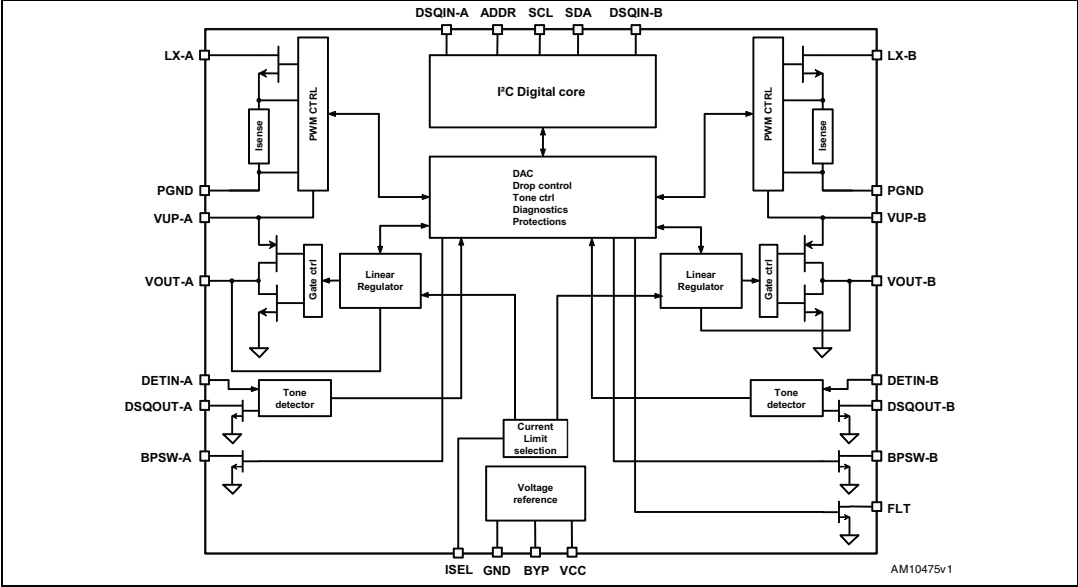 DSQIN-A ADDR SCL SDA DSQIN-B
LX-A
LX-B
PWM CTRL
PWM CTRL
I²C Digital core
Isense
Isense
DAC
Drop control
Tone ctrl
Diagnostics
Protections
PGND
PGND
VUP-A
VUP-B
Gate ctrl
Linear
Regulator
Linear
Regulator
Gate ctrl
VOUT-A
VOUT-B
DETIN-A
DETIN-B
Tone
detector
Tone
detector
DSQOUT-A
DSQOUT-B
Current
Limit
selection
BPSW-A
BPSW-B
Voltage
reference
FLT
ISEL GND BYP VCC
AM10475v1